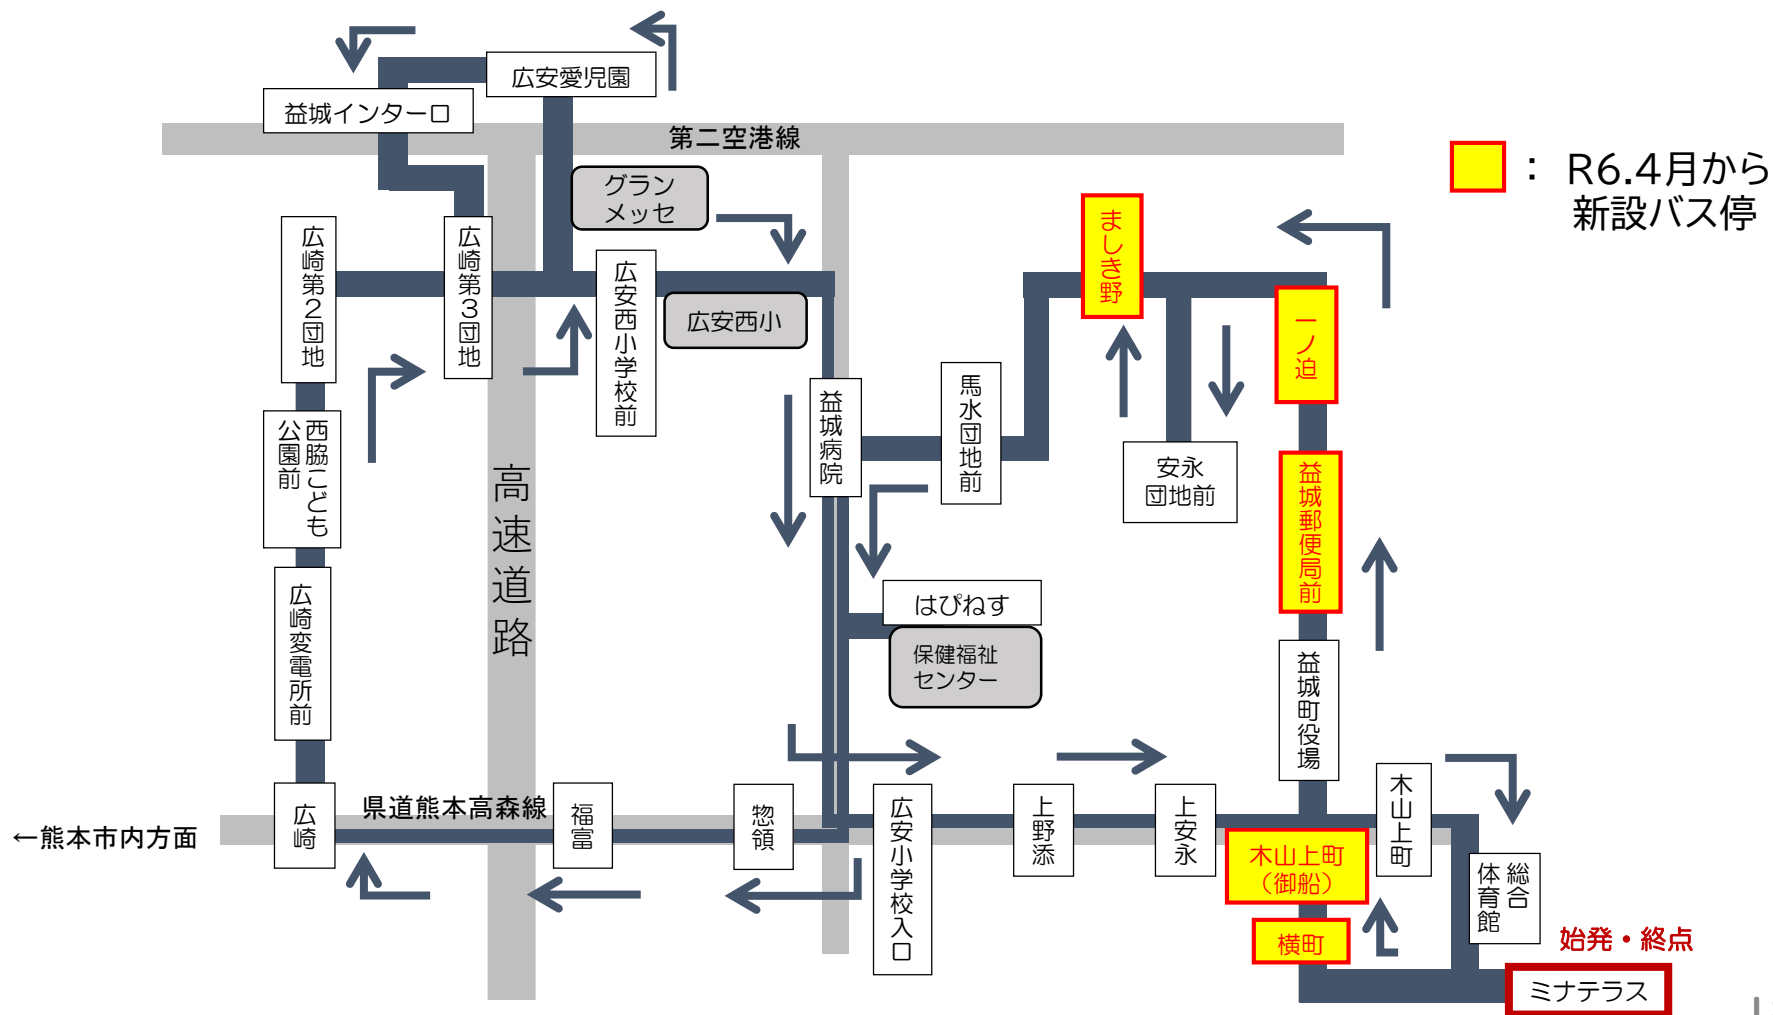 広安愛児園
益城インター口
第二空港線
グラン
メッセ
：R6.4月から
新設バス停
ましき野
広崎第2団地
広崎第3団地
広安西小学校前
広安西小
一ノ迫
益城病院
馬水団地前
西脇こども
公園前
安永
団地前
高速道路
益城郵便局前
広崎変電所前
はぴねす
保健福祉
センター
益城町役場
県道熊本高森線
←熊本市内方面
広崎
福富
惣領
広安小学校入口
上野添
上安永
木山上町
木山上町
（御船）
総合
体育館
横町
始発・終点
ミナテラス